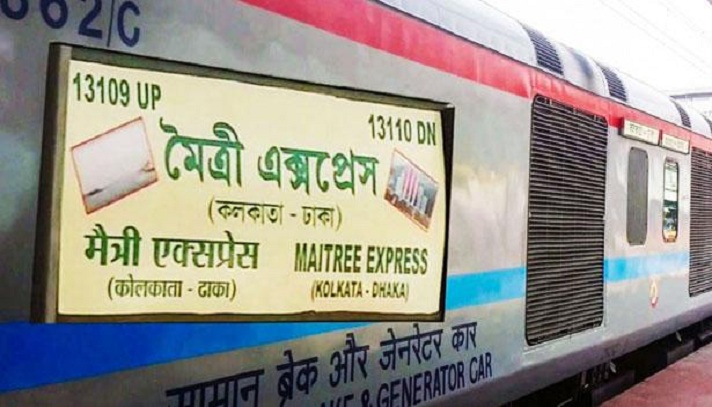 662/C
13109 UP
13110 DN
মৈত্রী এক্সপ্রেস
(কলকাতা - ঢাকা)
मैत्री एक्सप्रेस
(कोलकाता - ढाका)
MAITREE EXPRESS
(KOLKATA - DHAKA)
सामान ब्रेक और जेनरेटर कार
& GENERATOR CAR